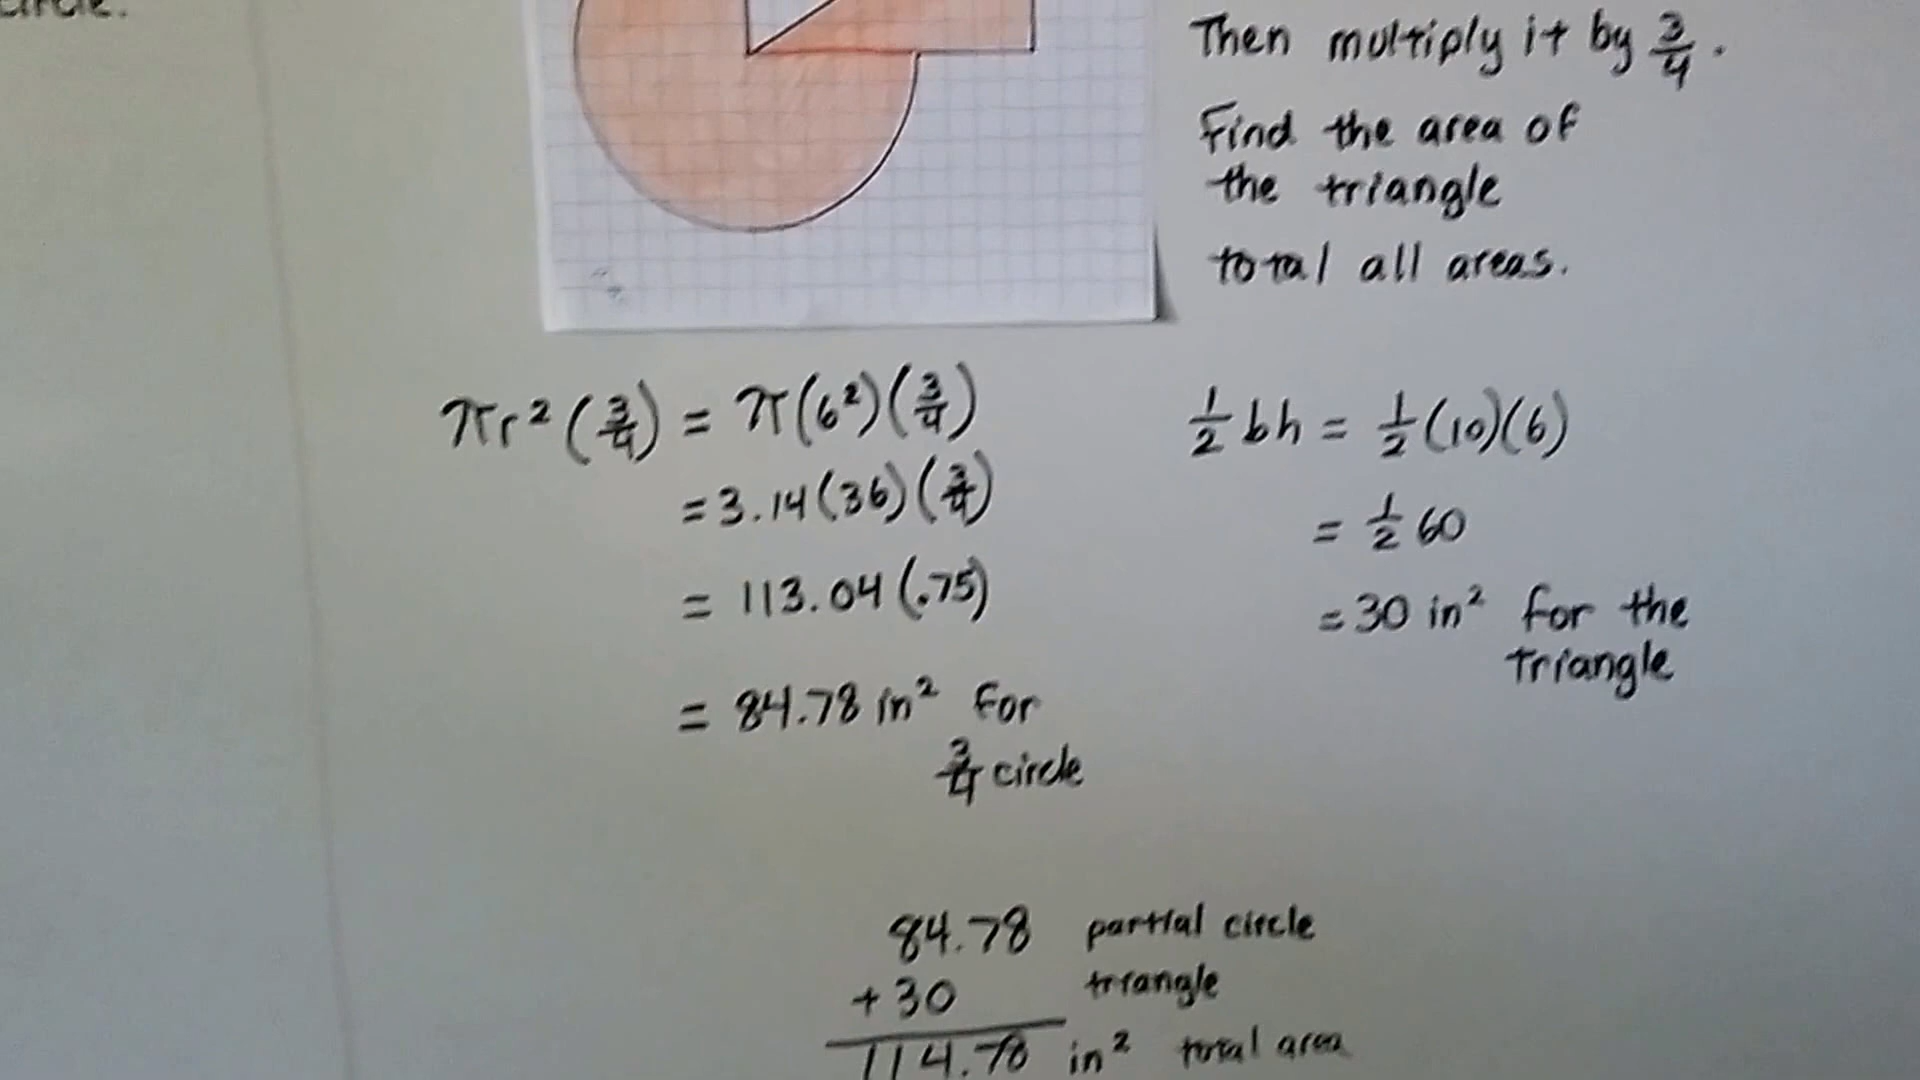 circle.
Then multiply it by 3/4.
Find the area of
the triangle
total all areas.
πr²(3/4) = π(6²)(3/4)
= 3.14(36)(3/4)
= 113.04(.75)
= 84.78 in² for
3/4 circle
1/2 bh = 1/2(10)(6)
= 1/2 60
= 30 in² for the
triangle
84.78 partial circle
+ 30 triangle
114.78 in² total area